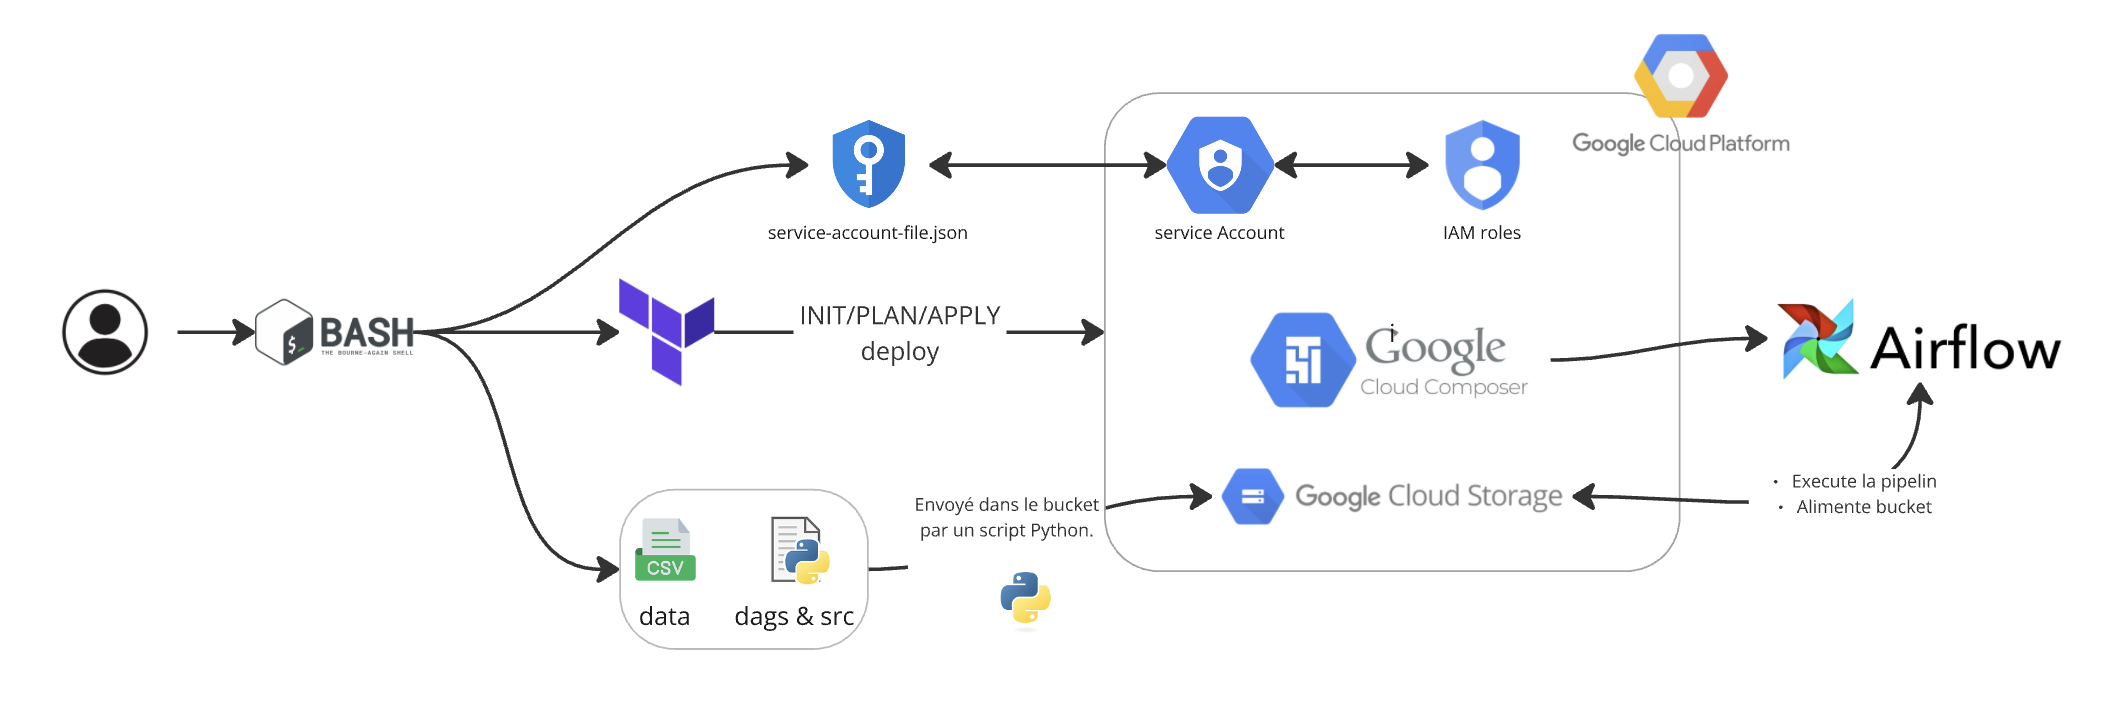 Google Cloud Platform
service-account-file.json
service Account
IAM roles
$_
BASH
THE BOURNE-AGAIN SHELL
INIT/PLAN/APPLY
deploy
i
Google
Cloud Composer
Airflow
Envoyé dans le bucket
par un script Python.
Google Cloud Storage
• Execute la pipelin
• Alimente bucket
CSV
data
dags & src